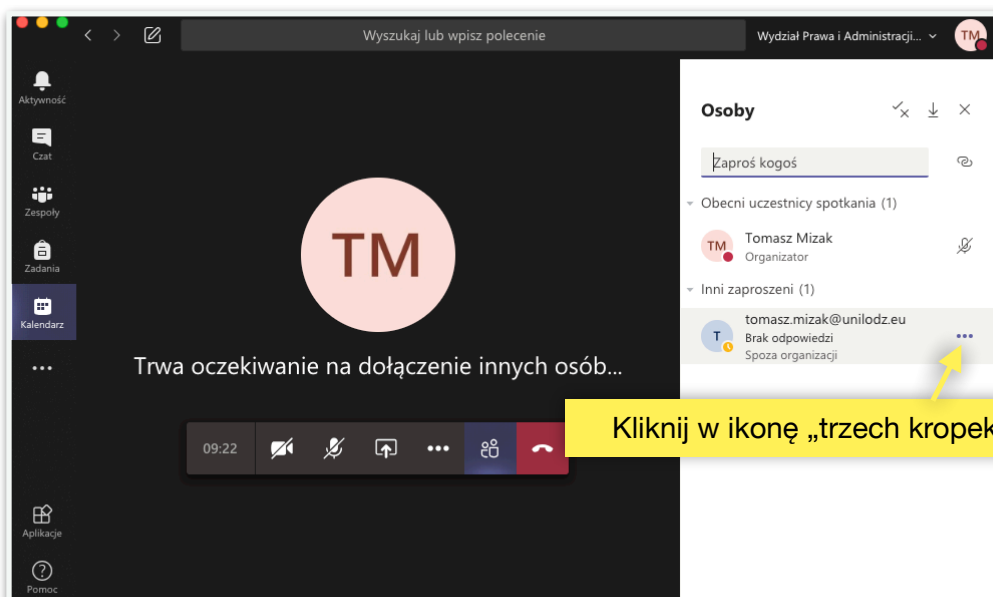 Wyszukaj lub wpisz polecenie
Wydział Prawa i Administracji...
TM
Aktywność
Czat
Zespoły
Zadania
Kalendarz
Aplikacje
Pomoc
TM
Trwa oczekiwanie na dołączenie innych osób...
09:22
Osoby
Zaproś kogoś
Obecni uczestnicy spotkania (1)
TM
Tomasz Mizak
Organizator
Inni zaproszeni (1)
T
tomasz.mizak@unilodz.eu
Brak odpowiedzi
Spoza organizacji
Kliknij w ikonę „trzech kropek